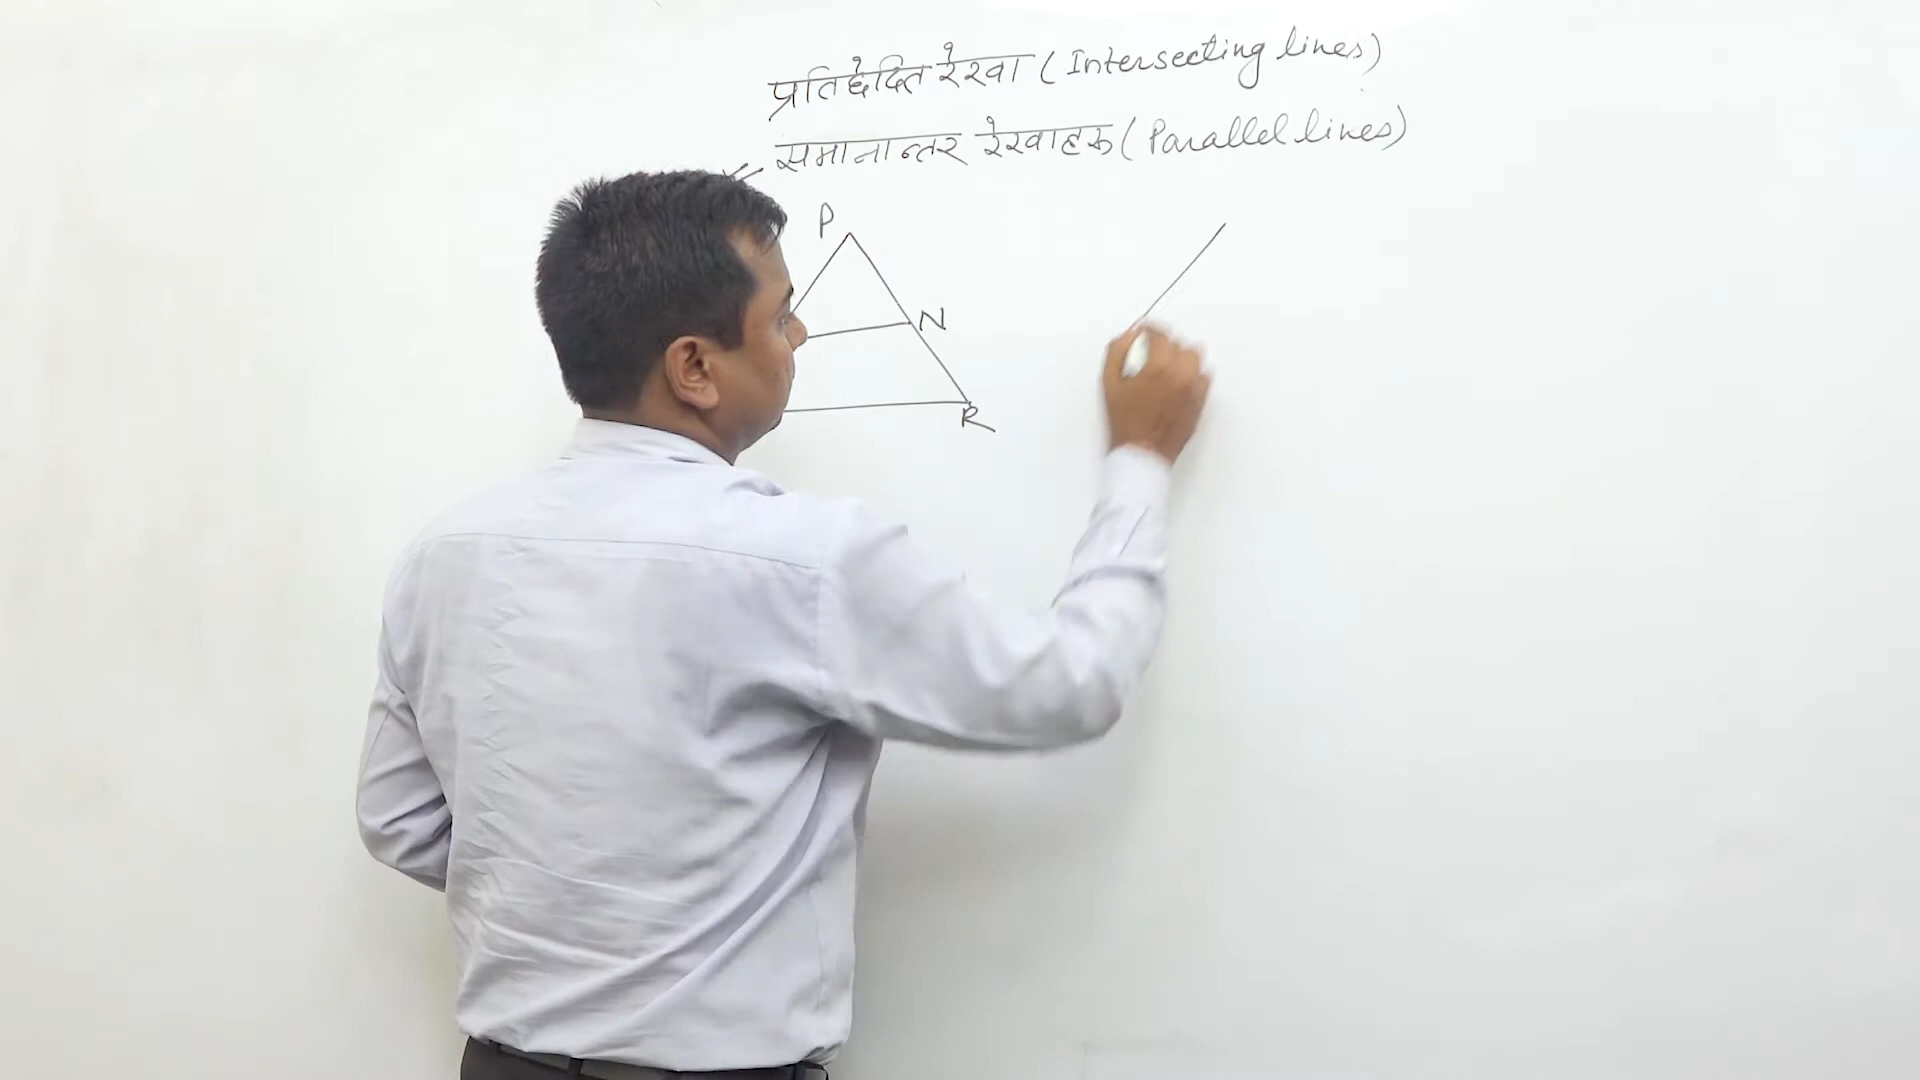 प्रतिछेदित रेखा (Intersecting lines)
समानान्तर रेखाहरू (Parallel lines)
P
N
R